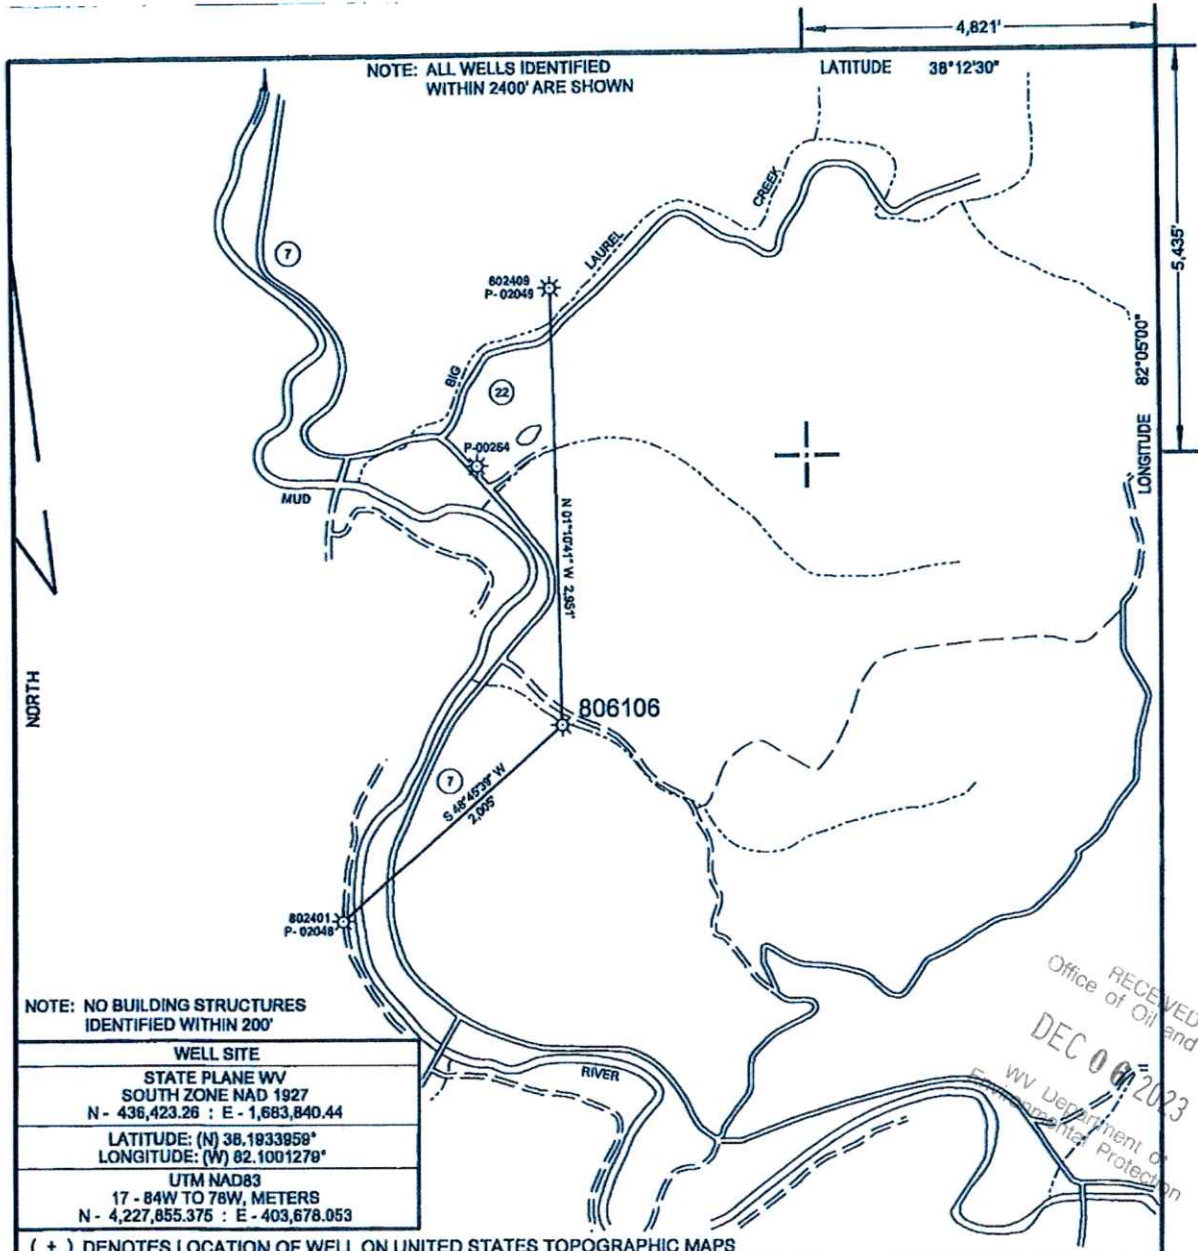 4,821'
NOTE: ALL WELLS IDENTIFIED
WITHIN 2400' ARE SHOWN
LATITUDE 38°12'30"
5,435'
LONGITUDE 82°05'00"
CREEK
LAUREL
BIG
7
802409
P-02049
22
P-00264
MUD
N 01°10'41" W 2,951'
NORTH
806106
7
S 48°45'39" W
2,005'
802401
P-02048
NOTE: NO BUILDING STRUCTURES
IDENTIFIED WITHIN 200'
RIVER
WELL SITE
STATE PLANE WV
SOUTH ZONE NAD 1927
N - 436,423.26 : E - 1,683,840.44
LATITUDE: (N) 38.1933959°
LONGITUDE: (W) 82.1001279°
UTM NAD83
17 - 84W TO 78W, METERS
N - 4,227,855.375 : E - 403,678.053
RECEIVED
Office of Oil and
DEC 06 2023
WV Department of
Environmental Protection
( + ) DENOTES LOCATION OF WELL ON UNITED STATES TOPOGRAPHIC MAPS